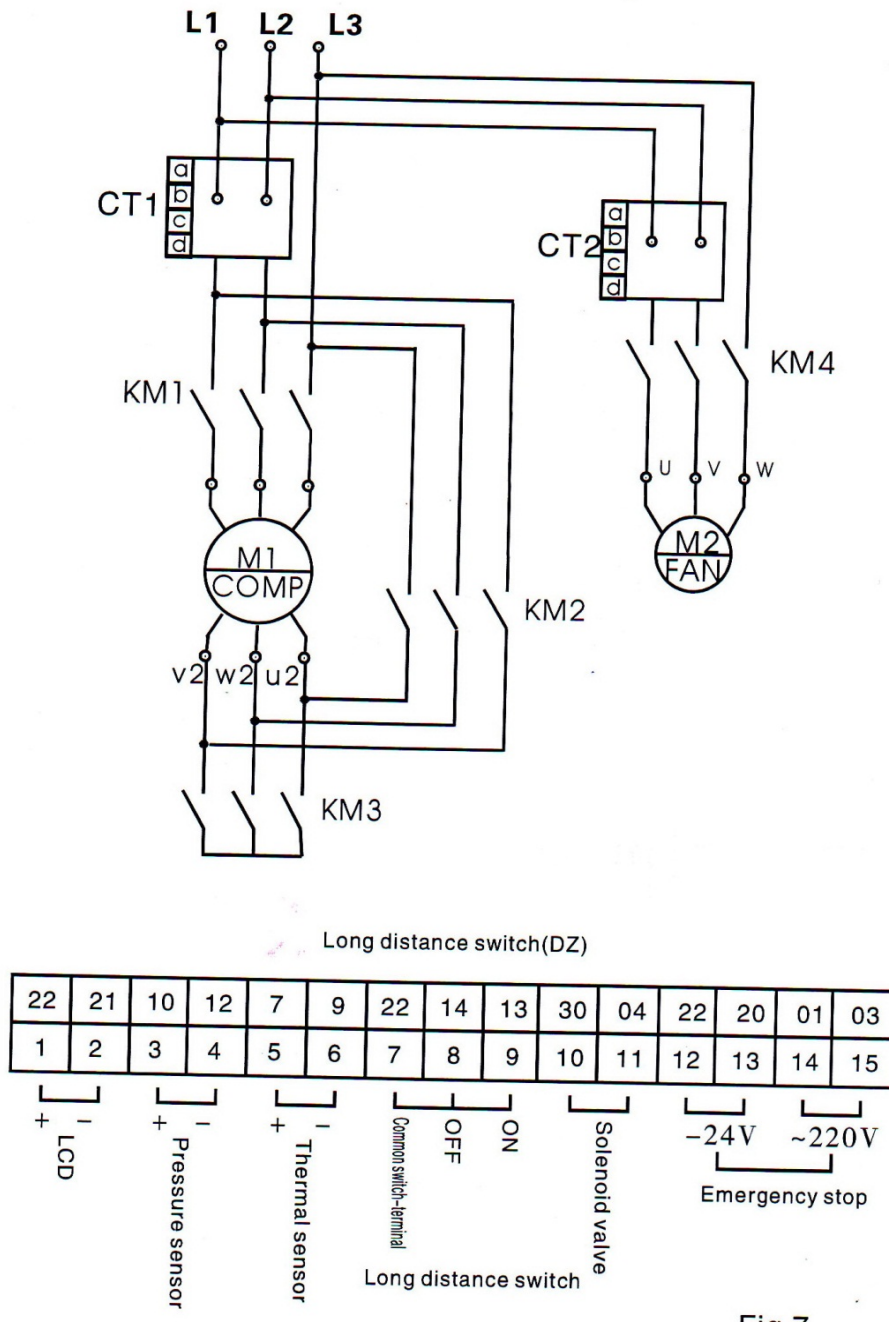 L1 L2 L3
a
b
c
d
CT1
a
b
c
d
CT2
KM1
KM4
U V W
M1
COMP
M2
FAN
KM2
v2 w2 u2
KM3
Long distance switch(DZ)
22 21 10 12 7 9 22 14 13 30 04 22 20 01 03
1 2 3 4 5 6 7 8 9 10 11 12 13 14 15
+ −
LCD
+ −
Pressure sensor
+ −
Thermal sensor
Common switch-terminal
OFF
ON
Long distance switch
Solenoid valve
−24V ~220V
Emergency stop
Fig 7